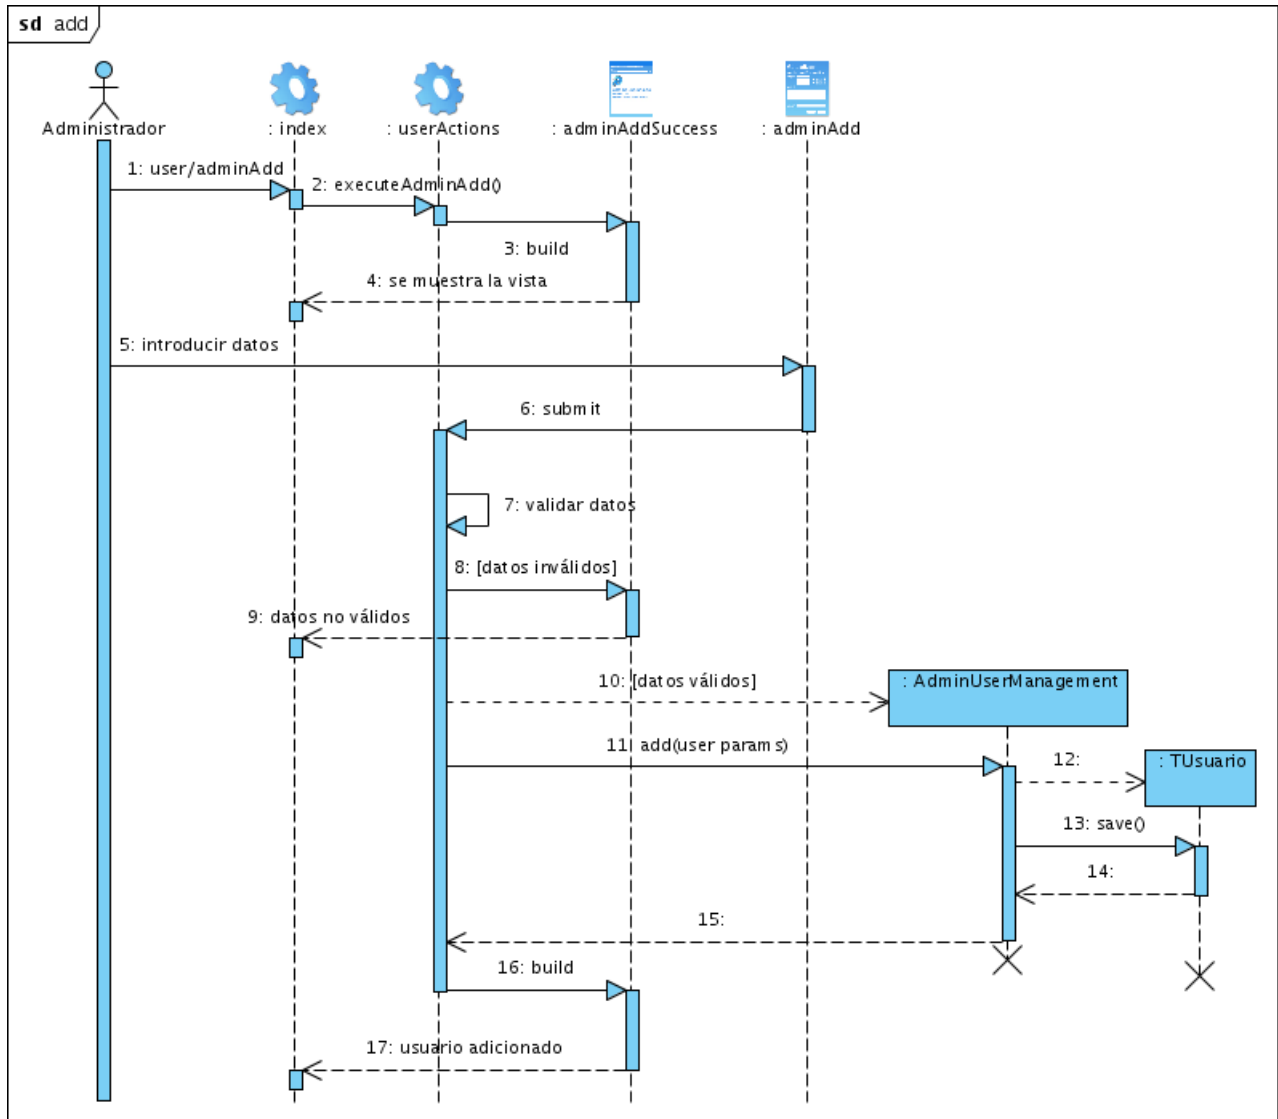 sd add
Administrador
: index
: userActions
: adminAddSuccess
: adminAdd
1: user/adminAdd
2: executeAdminAdd()
3: build
4: se muestra la vista
5: introducir datos
6: submit
7: validar datos
8: [datos inválidos]
9: datos no válidos
10: [datos válidos]
: AdminUserManagement
11: add(user params)
12:
: TUsuario
13: save()
14:
15:
16: build
17: usuario adicionado